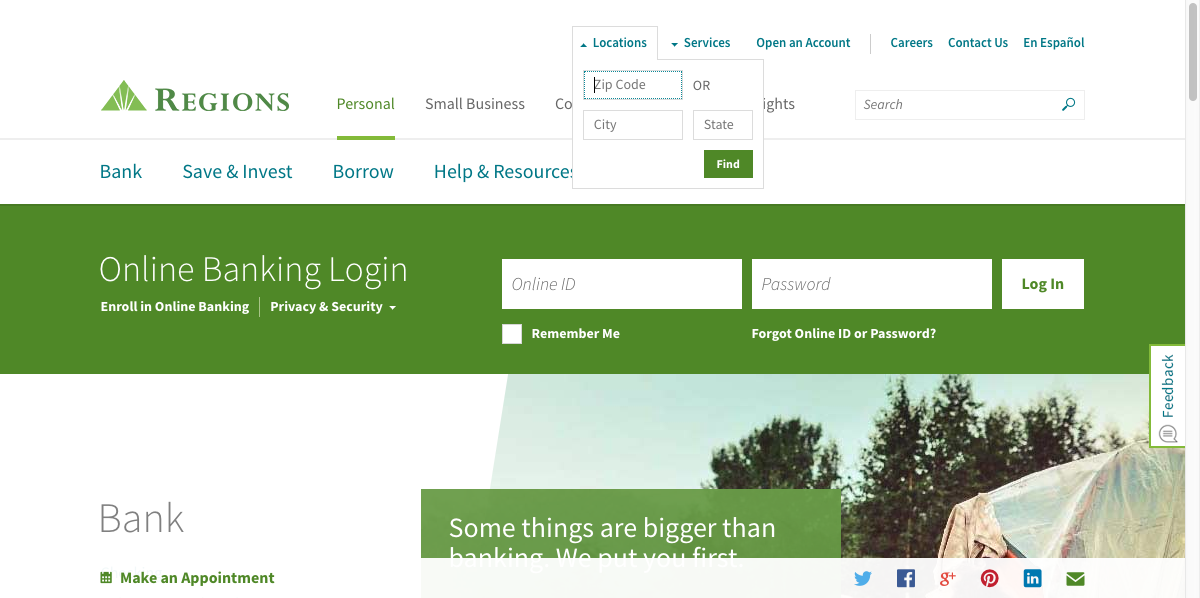 Locations
Services
Open an Account
Careers
Contact Us
En Español
Zip Code
OR
City
State
Find
REGIONS
Personal
Small Business
Co
ights
Search
Bank
Save & Invest
Borrow
Help & Resources
Online Banking Login
Enroll in Online Banking
Privacy & Security
Online ID
Password
Log In
Remember Me
Forgot Online ID or Password?
Feedback
Bank
Make an Appointment
Some things are bigger than
banking. We put you first.